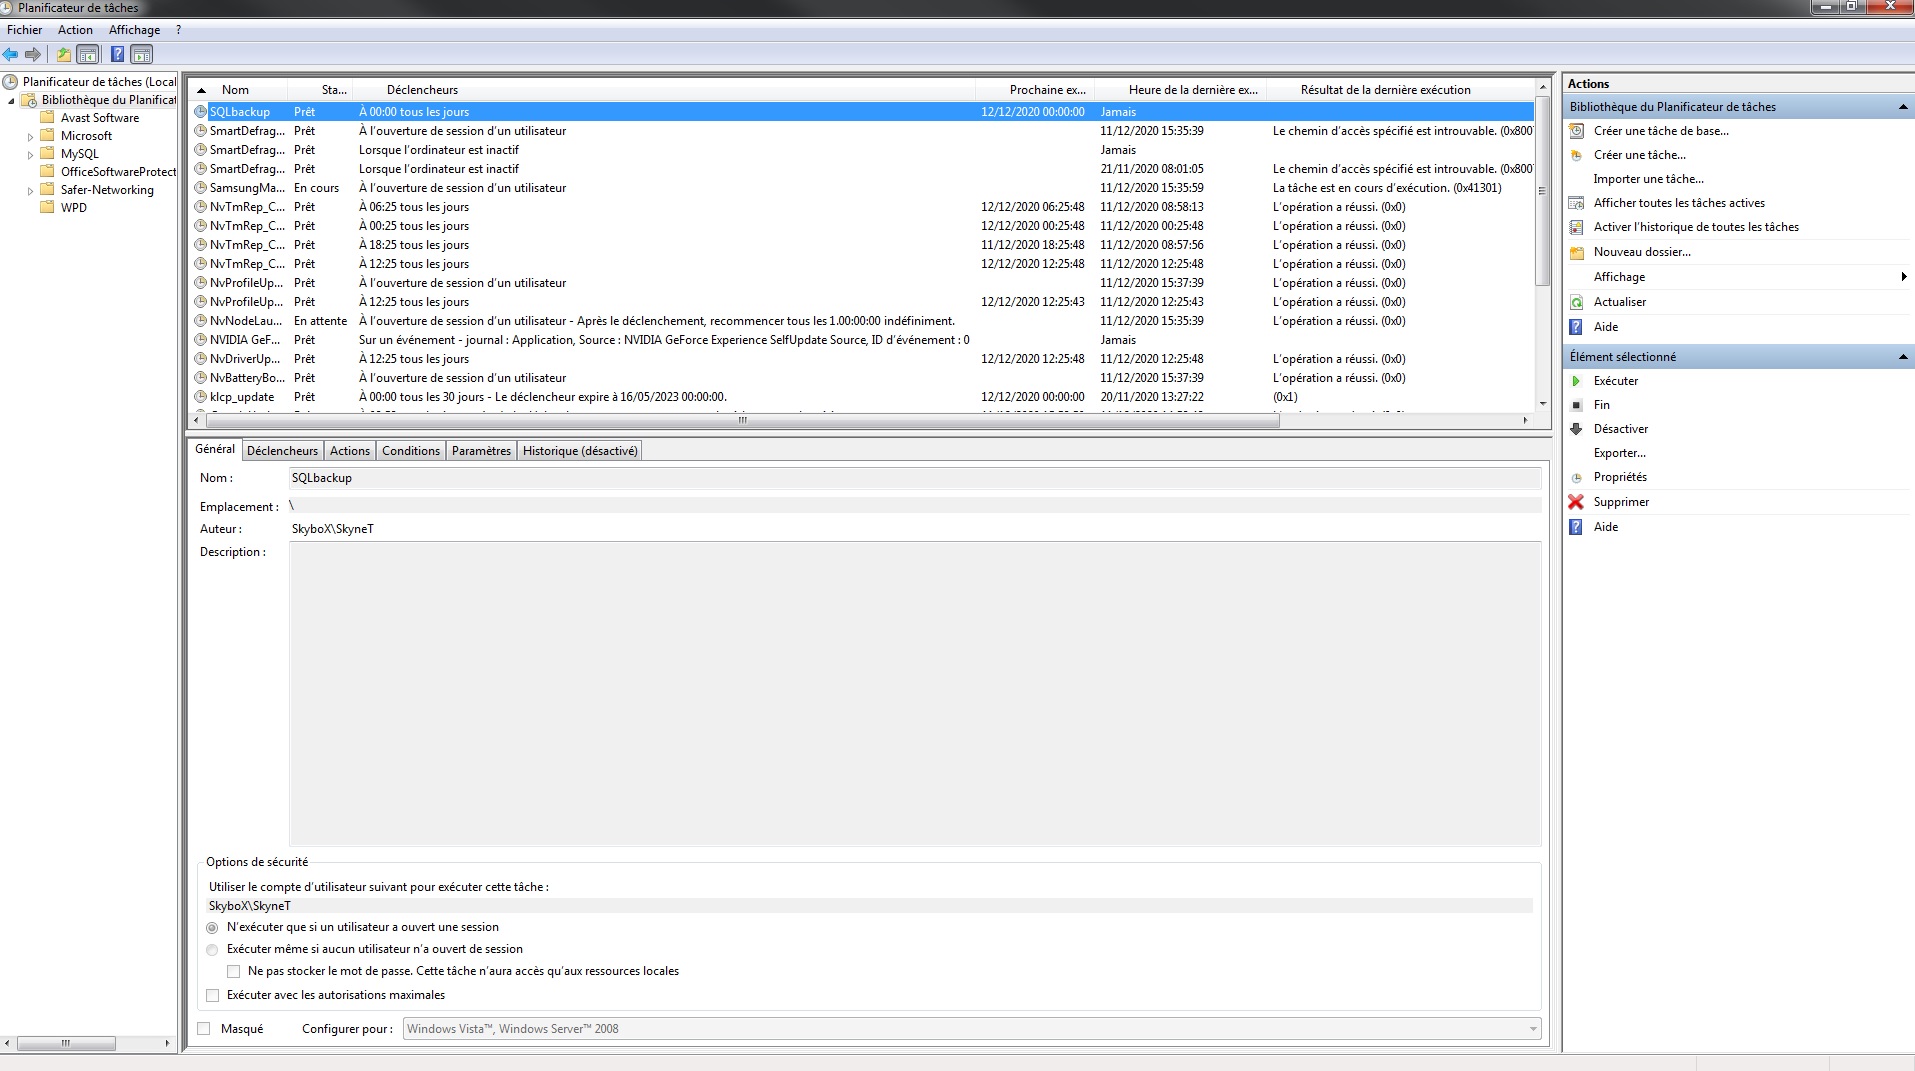 Planificateur de tâches
Fichier Action Affichage ?
Planificateur de tâches (Local
Bibliothèque du Planificat
Avast Software
Microsoft
MySQL
OfficeSoftwareProtect
Safer-Networking
WPD
Nom Sta... Déclencheurs Prochaine ex... Heure de la dernière ex... Résultat de la dernière exécution
SQLbackup Prêt À 00:00 tous les jours 12/12/2020 00:00:00 Jamais
SmartDefrag... Prêt À l'ouverture de session d'un utilisateur 11/12/2020 15:35:39 Le chemin d'accès spécifié est introuvable. (0x800
SmartDefrag... Prêt Lorsque l'ordinateur est inactif Jamais
SmartDefrag... Prêt Lorsque l'ordinateur est inactif 21/11/2020 08:01:05 Le chemin d'accès spécifié est introuvable. (0x800
SamsungMa... En cours À l'ouverture de session d'un utilisateur 11/12/2020 15:35:59 La tâche est en cours d'exécution. (0x41301)
NvTmRep_C... Prêt À 06:25 tous les jours 12/12/2020 06:25:48 11/12/2020 08:58:13 L'opération a réussi. (0x0)
NvTmRep_C... Prêt À 00:25 tous les jours 12/12/2020 00:25:48 11/12/2020 00:25:48 L'opération a réussi. (0x0)
NvTmRep_C... Prêt À 18:25 tous les jours 11/12/2020 18:25:48 11/12/2020 08:57:56 L'opération a réussi. (0x0)
NvTmRep_C... Prêt À 12:25 tous les jours 12/12/2020 12:25:48 11/12/2020 12:25:48 L'opération a réussi. (0x0)
NvProfileUp... Prêt À l'ouverture de session d'un utilisateur 11/12/2020 15:37:39 L'opération a réussi. (0x0)
NvProfileUp... Prêt À 12:25 tous les jours 12/12/2020 12:25:43 11/12/2020 12:25:43 L'opération a réussi. (0x0)
NvNodeLau... En attente À l'ouverture de session d'un utilisateur - Après le déclenchement, recommencer tous les 1.00:00:00 indéfiniment. 11/12/2020 15:35:39 L'opération a réussi. (0x0)
NVIDIA GeF... Prêt Sur un événement - journal : Application, Source : NVIDIA GeForce Experience SelfUpdate Source, ID d'événement : 0 Jamais
NvDriverUp... Prêt À 12:25 tous les jours 12/12/2020 12:25:48 11/12/2020 12:25:48 L'opération a réussi. (0x0)
NvBatteryBo... Prêt À l'ouverture de session d'un utilisateur 11/12/2020 15:37:39 L'opération a réussi. (0x0)
klcp_update Prêt À 00:00 tous les 30 jours - Le déclencheur expire à 16/05/2023 00:00:00. 12/12/2020 00:00:00 20/11/2020 13:27:22 (0x1)
Général Déclencheurs Actions Conditions Paramètres Historique (désactivé)
Nom : SQLbackup
Emplacement : \
Auteur : SkyboX\SkyneT
Description :
Options de sécurité
Utiliser le compte d'utilisateur suivant pour exécuter cette tâche :
SkyboX\SkyneT
N'exécuter que si un utilisateur a ouvert une session
Exécuter même si aucun utilisateur n'a ouvert de session
Ne pas stocker le mot de passe. Cette tâche n'aura accès qu'aux ressources locales
Exécuter avec les autorisations maximales
Masqué Configurer pour : Windows Vista™, Windows Server™ 2008
Actions
Bibliothèque du Planificateur de tâches
Créer une tâche de base...
Créer une tâche...
Importer une tâche...
Afficher toutes les tâches actives
Activer l'historique de toutes les tâches
Nouveau dossier...
Affichage
Actualiser
Aide
Élément sélectionné
Exécuter
Fin
Désactiver
Exporter...
Propriétés
Supprimer
Aide